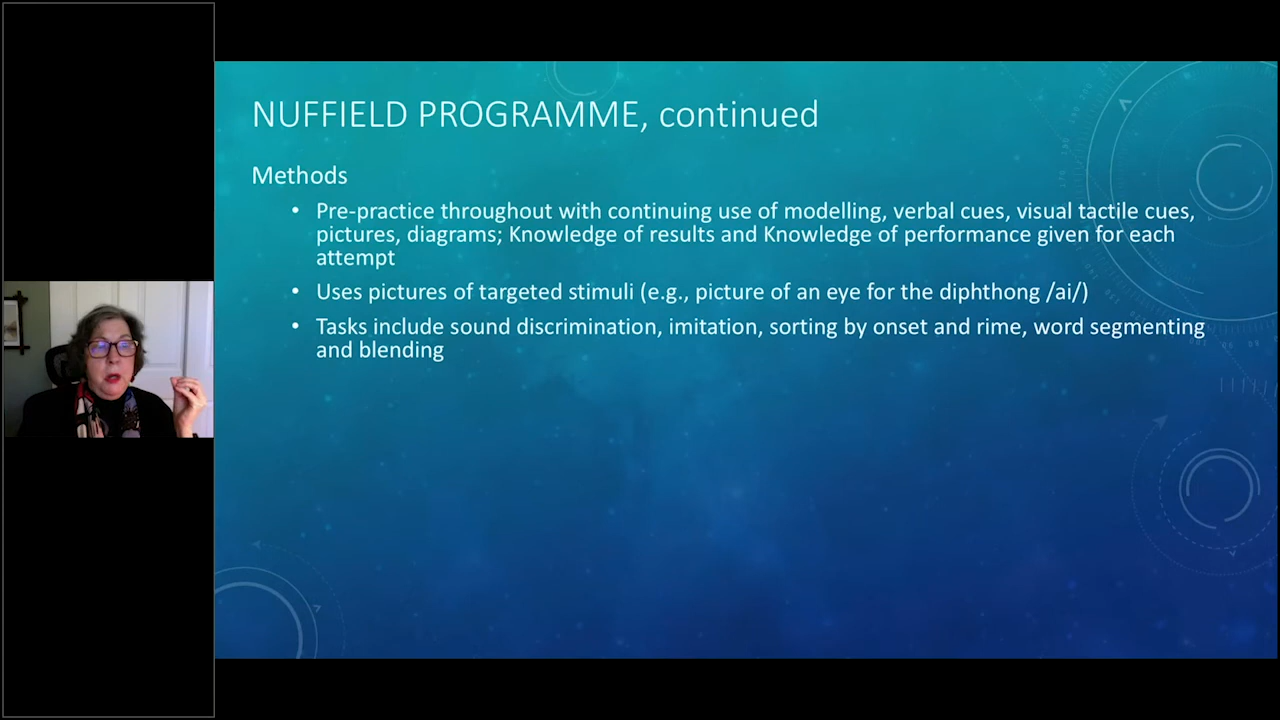 NUFFIELD PROGRAMME, continued
Methods
• Pre-practice throughout with continuing use of modelling, verbal cues, visual tactile cues,
pictures, diagrams; Knowledge of results and Knowledge of performance given for each
attempt
• Uses pictures of targeted stimuli (e.g., picture of an eye for the diphthong /ai/)
• Tasks include sound discrimination, imitation, sorting by onset and rime, word segmenting
and blending